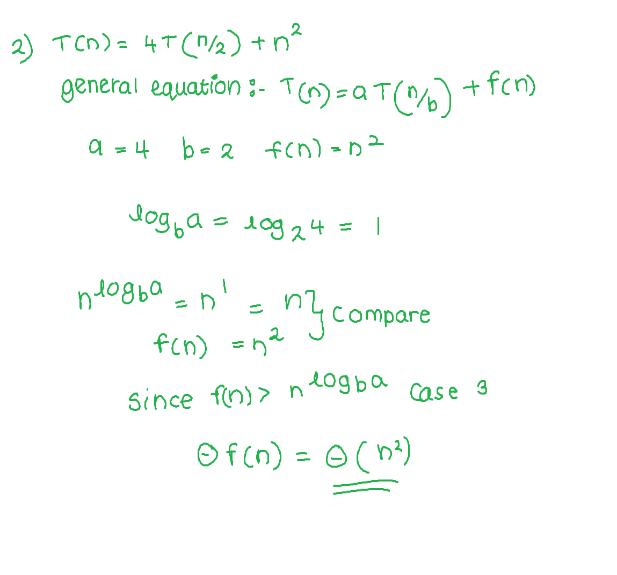 2) T(n) = 4T(n/2) + n²
general equation :- T(n) = a T(n/b) + f(n)
a = 4 b = 2 f(n) = n²
log_b a = log_2 4 = 1
n^log_b a = n¹ = n } compare
f(n) = n²
since f(n) > n^log_b a case 3
Θ f(n) = Θ(n²)